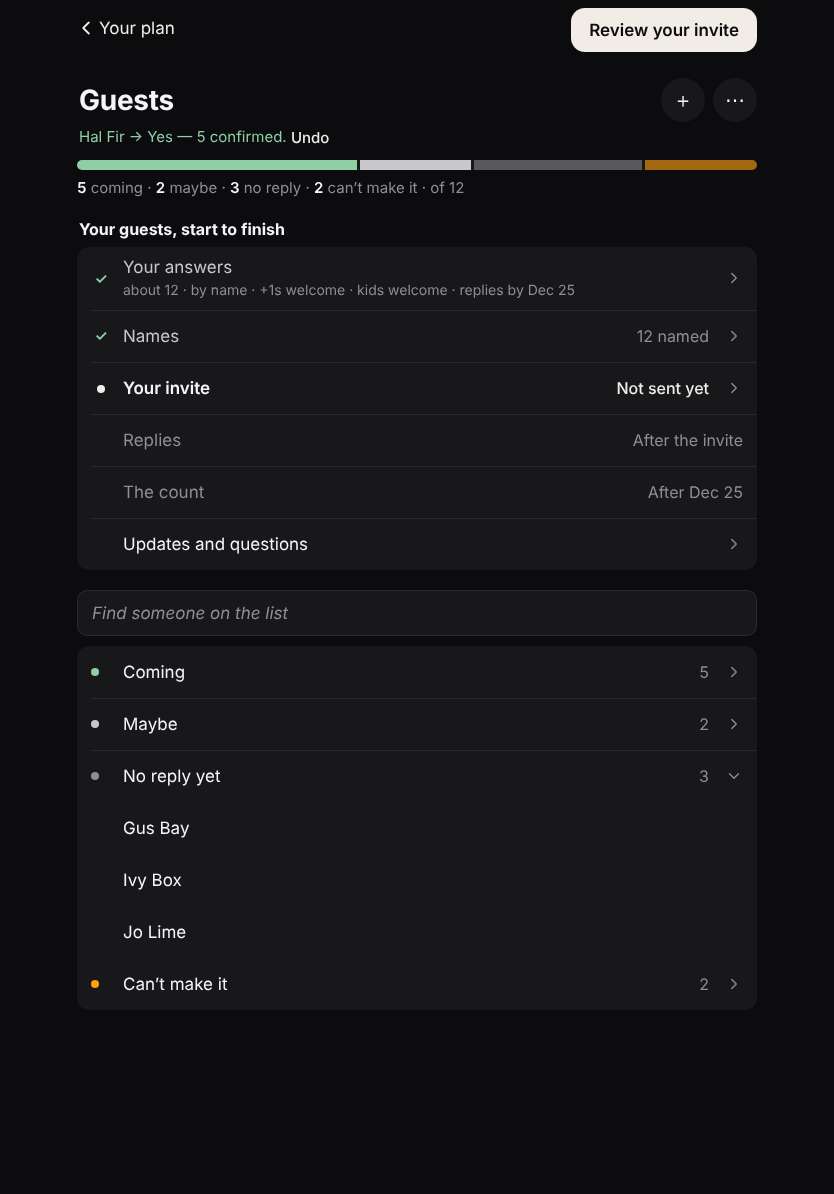 Your plan
Review your invite
Guests
+ ···
Hal Fir → Yes — 5 confirmed. Undo
5 coming · 2 maybe · 3 no reply · 2 can’t make it · of 12
Your guests, start to finish
Your answers
about 12 · by name · +1s welcome · kids welcome · replies by Dec 25
Names 12 named
Your invite Not sent yet
Replies After the invite
The count After Dec 25
Updates and questions
Find someone on the list
Coming 5
Maybe 2
No reply yet 3
Gus Bay
Ivy Box
Jo Lime
Can’t make it 2